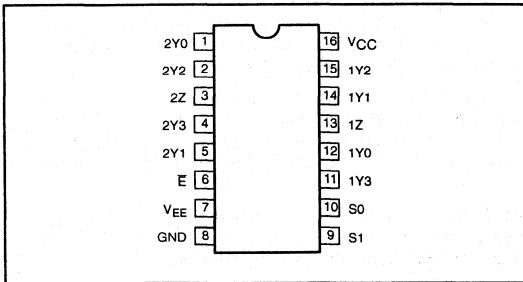 2Y0 1 16 VCC
2Y2 2 15 1Y2
2Z 3 14 1Y1
2Y3 4 13 1Z
2Y1 5 12 1Y0
E̅ 6 11 1Y3
VEE 7 10 S0
GND 8 9 S1